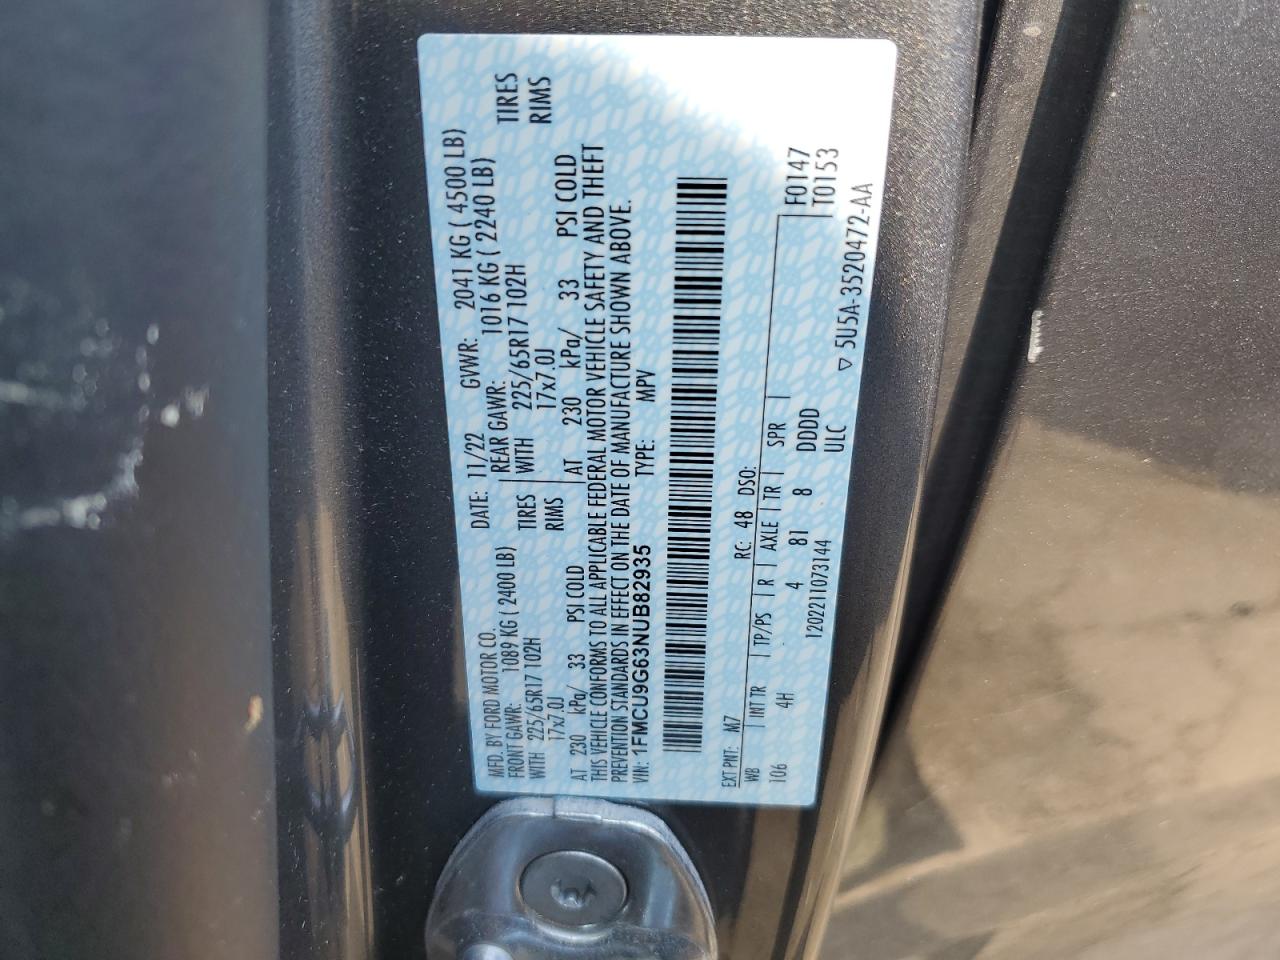 MFD. BY FORD MOTOR CO. DATE: 11/22 GVWR: 2041 KG ( 4500 LB)
FRONT GAWR: 1089 KG ( 2400 LB) REAR GAWR: 1016 KG ( 2240 LB)
WITH 225/65R17 102H TIRES WITH 225/65R17 102H TIRES
17x7.0J RIMS 17x7.0J RIMS
AT 230 kPa/ 33 PSI COLD AT 230 kPa/ 33 PSI COLD
THIS VEHICLE CONFORMS TO ALL APPLICABLE FEDERAL MOTOR VEHICLE SAFETY AND THEFT
PREVENTION STANDARDS IN EFFECT ON THE DATE OF MANUFACTURE SHOWN ABOVE.
VIN: 1FMCU9G63NUB82935 TYPE: MPV
EXT PNT: M7 RC: 48 DSO: F0147
WB INT TR TP/PS R AXLE TR SPR T0153
106 4H 4 81 8 DDDD
1202211073144 ULC
▽ 5U5A-3520472-AA